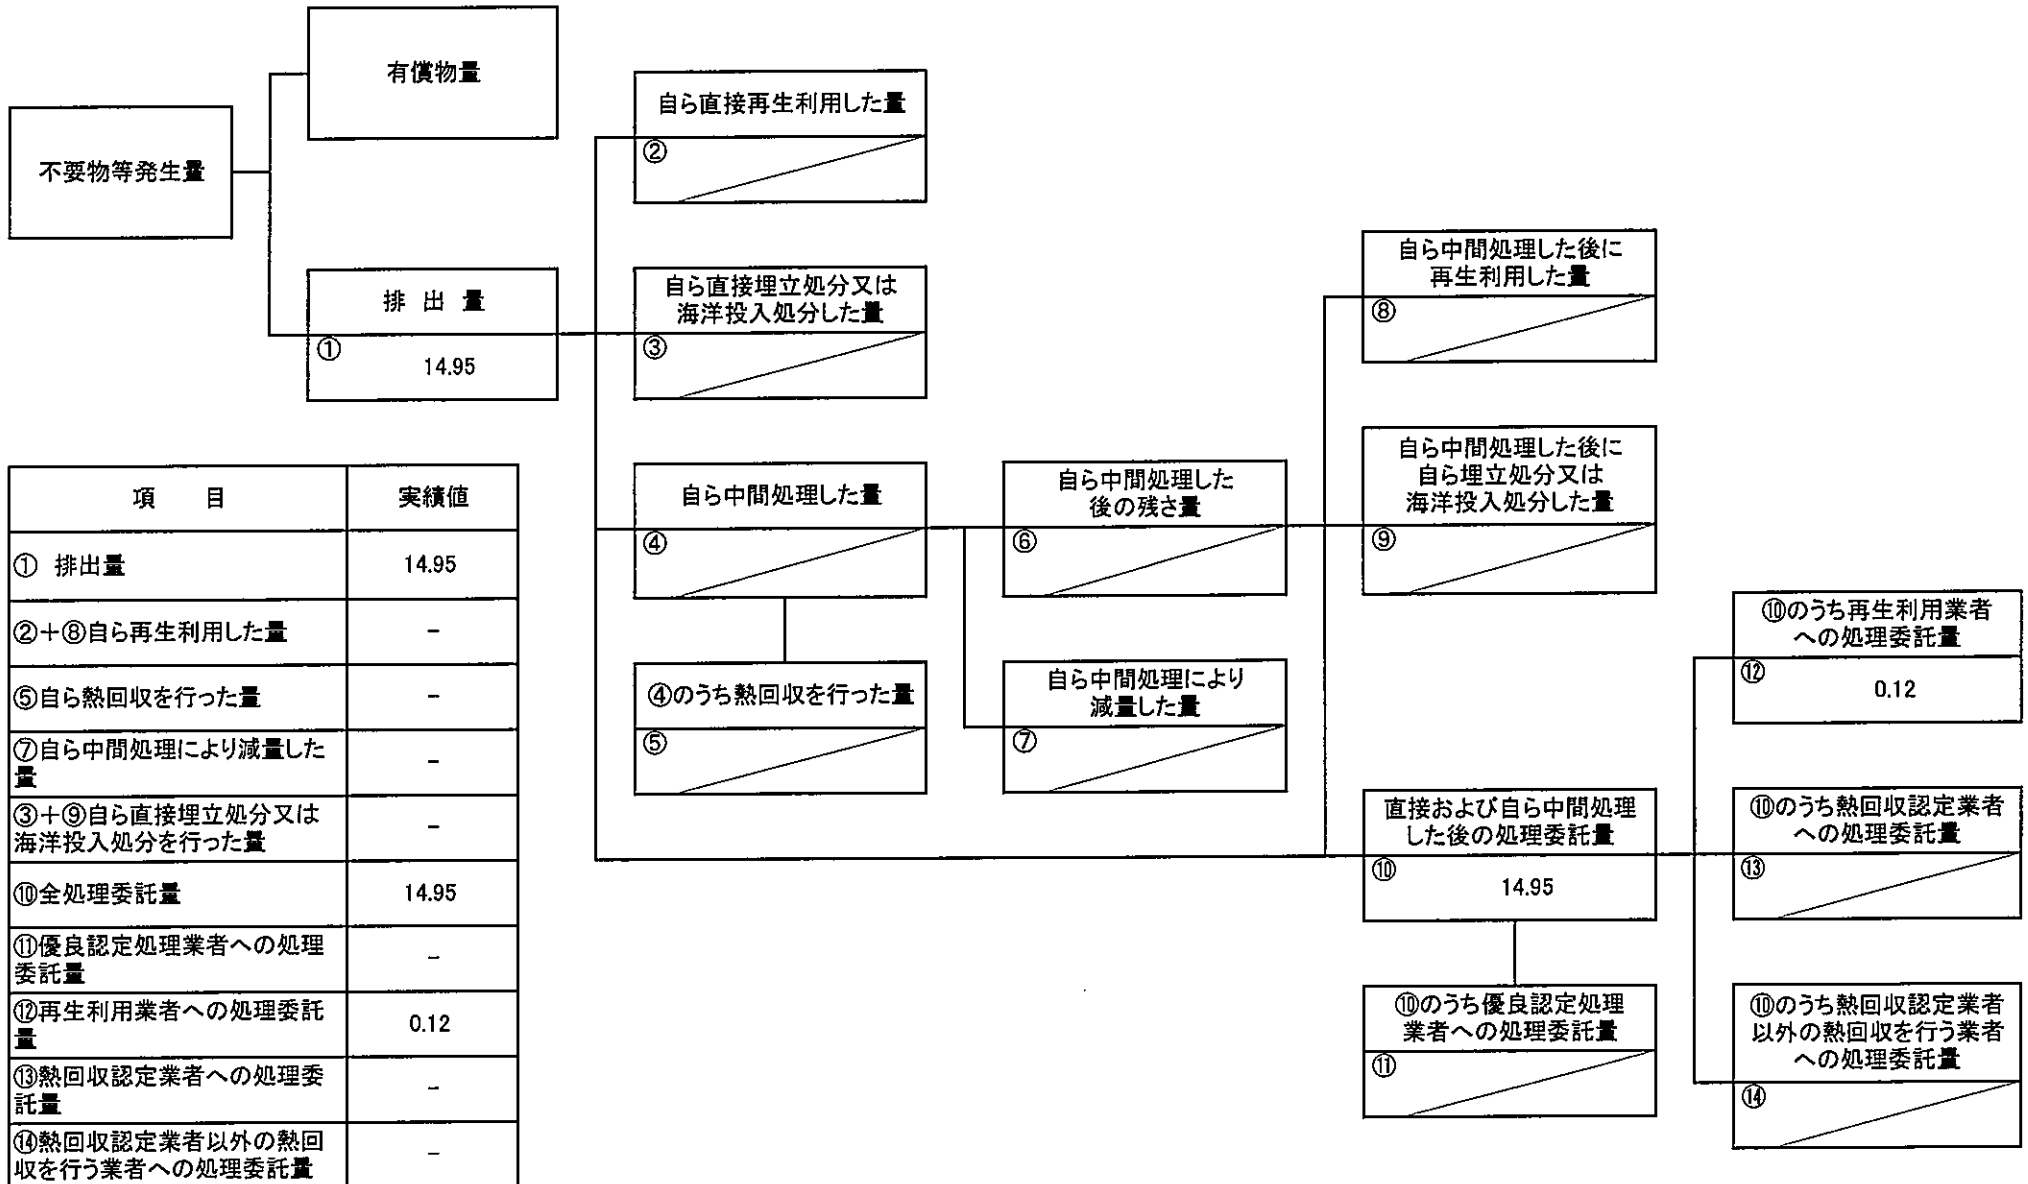 有償物量
不要物等発生量
排 出 量
①
14.95
自ら直接再生利用した量
②
自ら直接埋立処分又は
海洋投入処分した量
③
自ら中間処理した量
④
④のうち熱回収を行った量
⑤
自ら中間処理した
後の残さ量
⑥
自ら中間処理により
減量した量
⑦
自ら中間処理した後に
再生利用した量
⑧
自ら中間処理した後に
自ら埋立処分又は
海洋投入処分した量
⑨
直接および自ら中間処理
した後の処理委託量
⑩
14.95
⑩のうち優良認定処理
業者への処理委託量
⑪
⑩のうち再生利用業者
への処理委託量
⑫
0.12
⑩のうち熱回収認定業者
への処理委託量
⑬
⑩のうち熱回収認定業者
以外の熱回収を行う業者
への処理委託量
⑭
項 目 実績値
① 排出量 14.95
②+⑧自ら再生利用した量 -
⑤自ら熱回収を行った量 -
⑦自ら中間処理により減量した
量 -
③+⑨自ら直接埋立処分又は
海洋投入処分を行った量 -
⑩全処理委託量 14.95
⑪優良認定処理業者への処理
委託量 -
⑫再生利用業者への処理委託
量 0.12
⑬熱回収認定業者への処理委
託量 -
⑭熱回収認定業者以外の熱回
収を行う業者への処理委託量 -